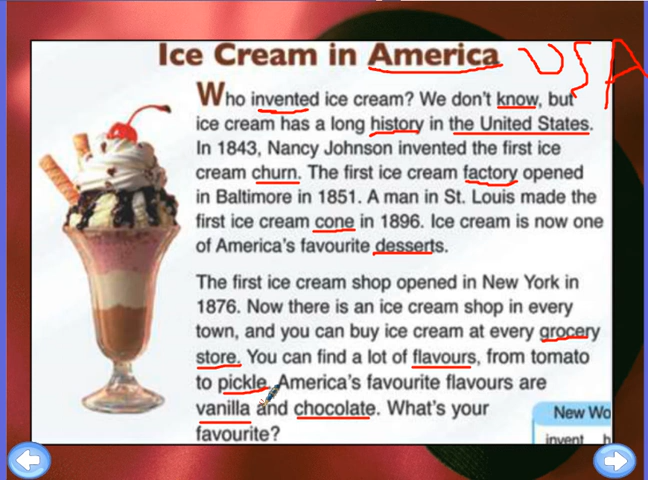 Ice Cream in America USA
Who invented ice cream? We don't know, but
ice cream has a long history in the United States.
In 1843, Nancy Johnson invented the first ice
cream churn. The first ice cream factory opened
in Baltimore in 1851. A man in St. Louis made the
first ice cream cone in 1896. Ice cream is now one
of America's favourite desserts.
The first ice cream shop opened in New York in
1876. Now there is an ice cream shop in every
town, and you can buy ice cream at every grocery
store. You can find a lot of flavours, from tomato
to pickle. America's favourite flavours are
vanilla and chocolate. What's your
favourite?
New Wo
invent h